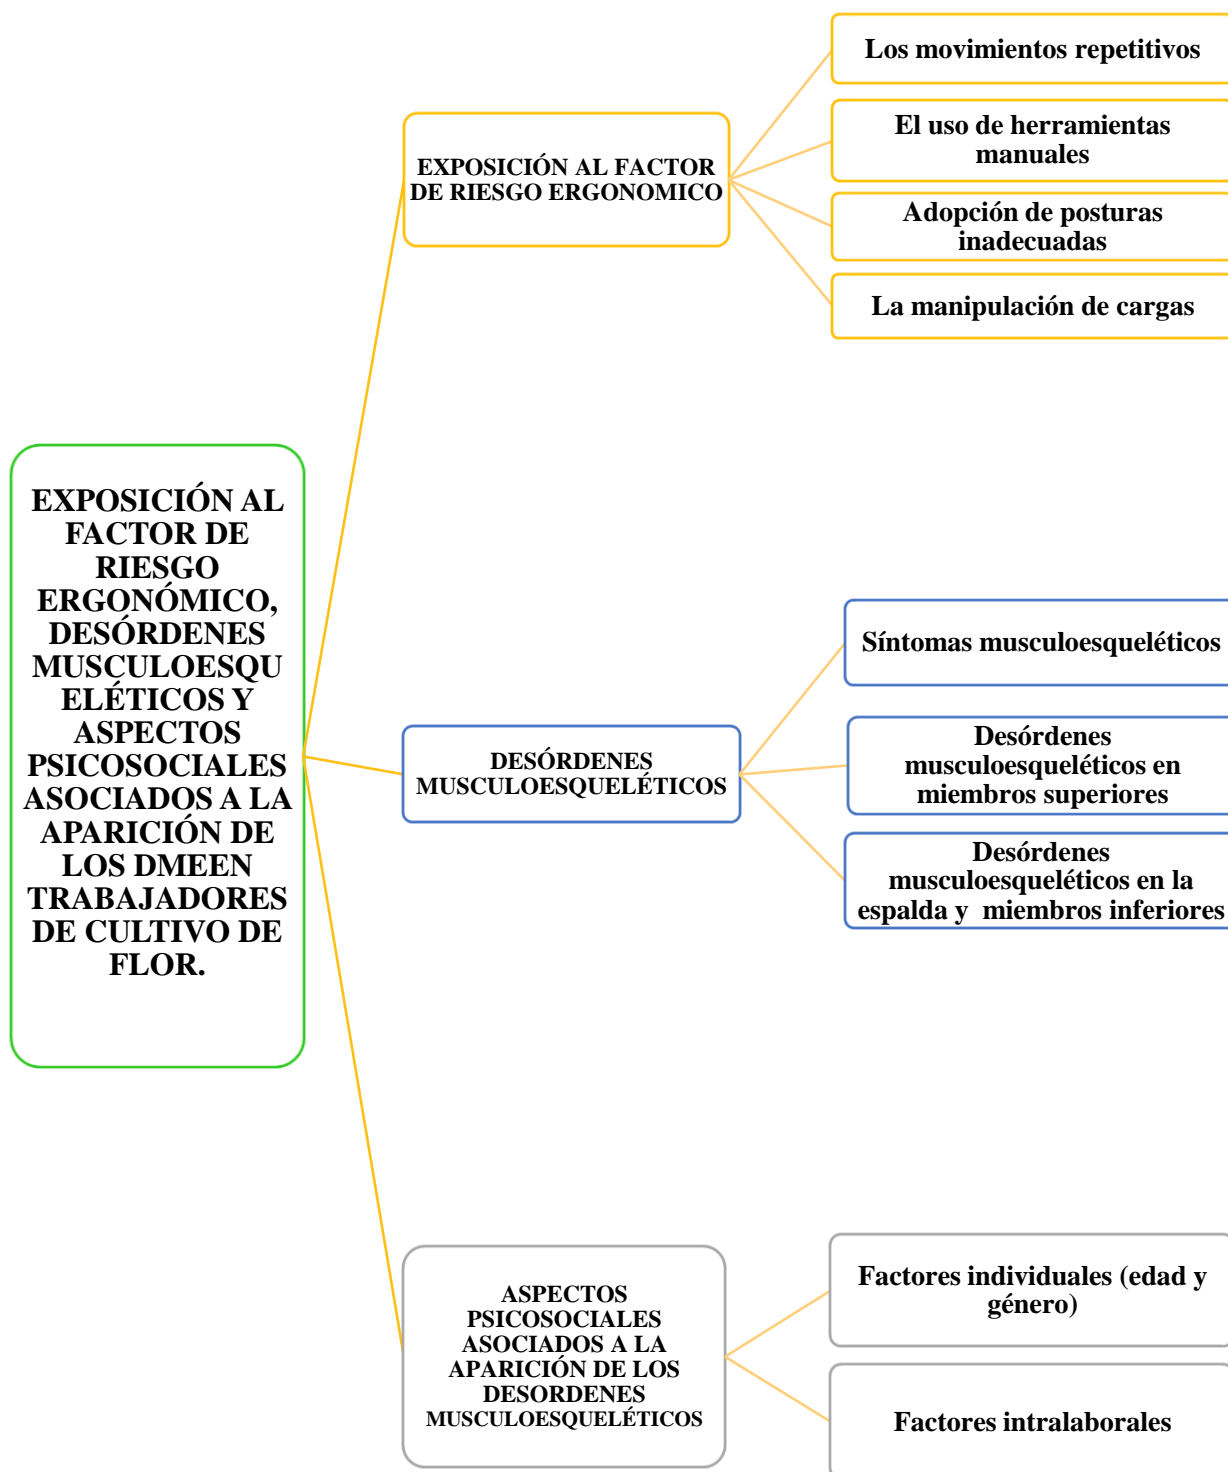 EXPOSICIÓN AL
FACTOR DE
RIESGO
ERGONÓMICO,
DESÓRDENES
MUSCULOESQU
ELÉTICOS Y
ASPECTOS
PSICOSOCIALES
ASOCIADOS A LA
APARICIÓN DE
LOS DMEEN
TRABAJADORES
DE CULTIVO DE
FLOR.
EXPOSICIÓN AL FACTOR
DE RIESGO ERGONOMICO
Los movimientos repetitivos
El uso de herramientas
manuales
Adopción de posturas
inadecuadas
La manipulación de cargas
DESÓRDENES
MUSCULOESQUELÉTICOS
Síntomas musculoesqueléticos
Desórdenes
musculoesqueléticos en
miembros superiores
Desórdenes
musculoesqueléticos en la
espalda y miembros inferiores
ASPECTOS
PSICOSOCIALES
ASOCIADOS A LA
APARICIÓN DE LOS
DESORDENES
MUSCULOESQUELÉTICOS
Factores individuales (edad y
género)
Factores intralaborales